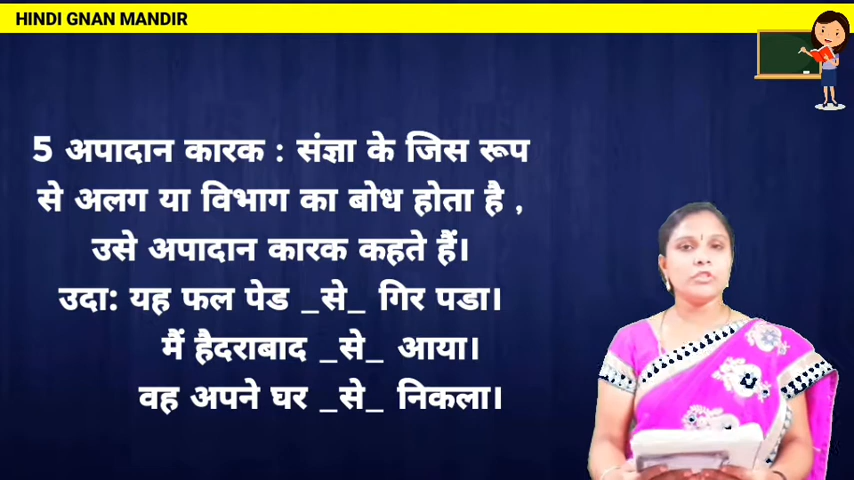 HINDI GNAN MANDIR
5 अपादान कारक : संज्ञा के जिस रूप
से अलग या विभाग का बोध होता है ,
उसे अपादान कारक कहते हैं।
उदा: यह फल पेड _से_ गिर पडा।
मैं हैदराबाद _से_ आया।
वह अपने घर _से_ निकला।